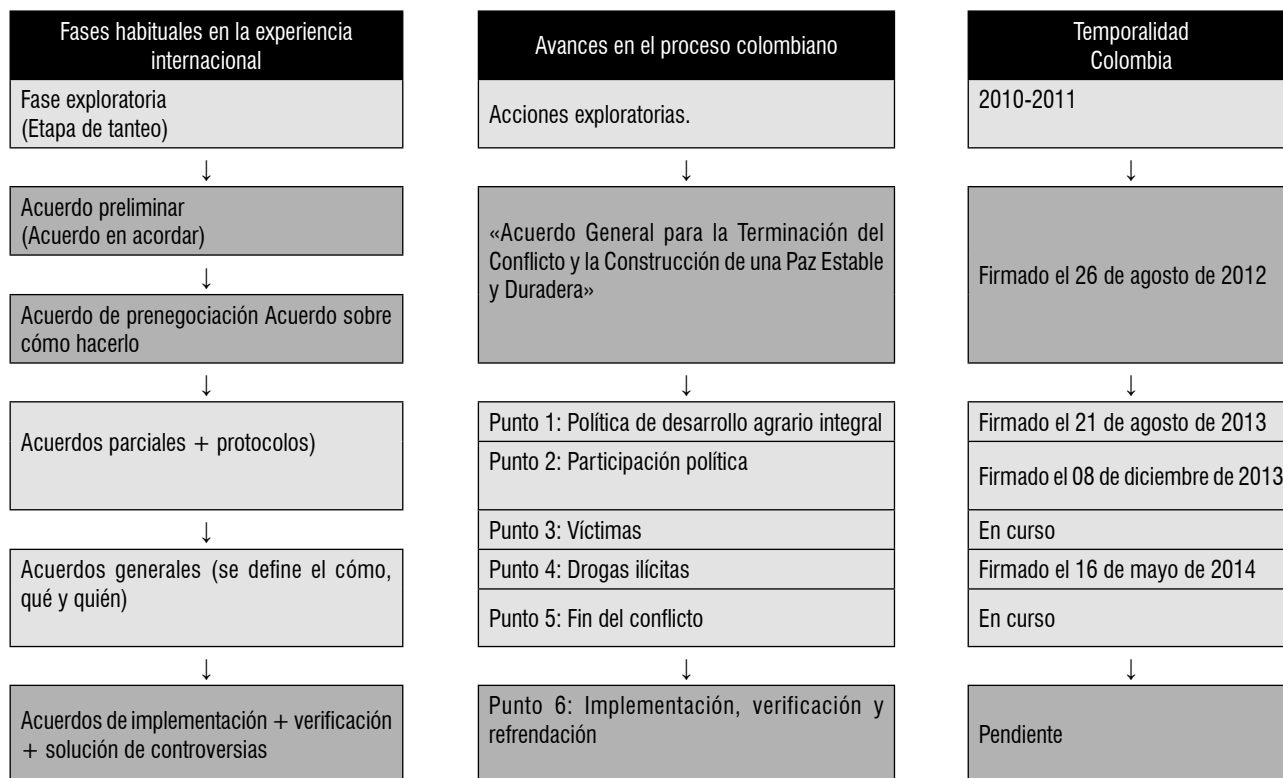 Fases habituales en la experiencia
internacional
Fase exploratoria
(Etapa de tanteo)
↓
Acuerdo preliminar
(Acuerdo en acordar)
↓
Acuerdo de prenegociación Acuerdo sobre
cómo hacerlo
↓
Acuerdos parciales + protocolos)
↓
Acuerdos generales (se define el cómo,
qué y quién)
↓
Acuerdos de implementación + verificación
+ solución de controversias
Avances en el proceso colombiano
Acciones exploratorias.
↓
«Acuerdo General para la Terminación del
Conflicto y la Construcción de una Paz Estable
y Duradera»
↓
Punto 1: Política de desarrollo agrario integral
Punto 2: Participación política
Punto 3: Víctimas
Punto 4: Drogas ilícitas
Punto 5: Fin del conflicto
↓
Punto 6: Implementación, verificación y
refrendación
Temporalidad
Colombia
2010-2011
↓
Firmado el 26 de agosto de 2012
↓
Firmado el 21 de agosto de 2013
Firmado el 08 de diciembre de 2013
En curso
Firmado el 16 de mayo de 2014
En curso
↓
Pendiente